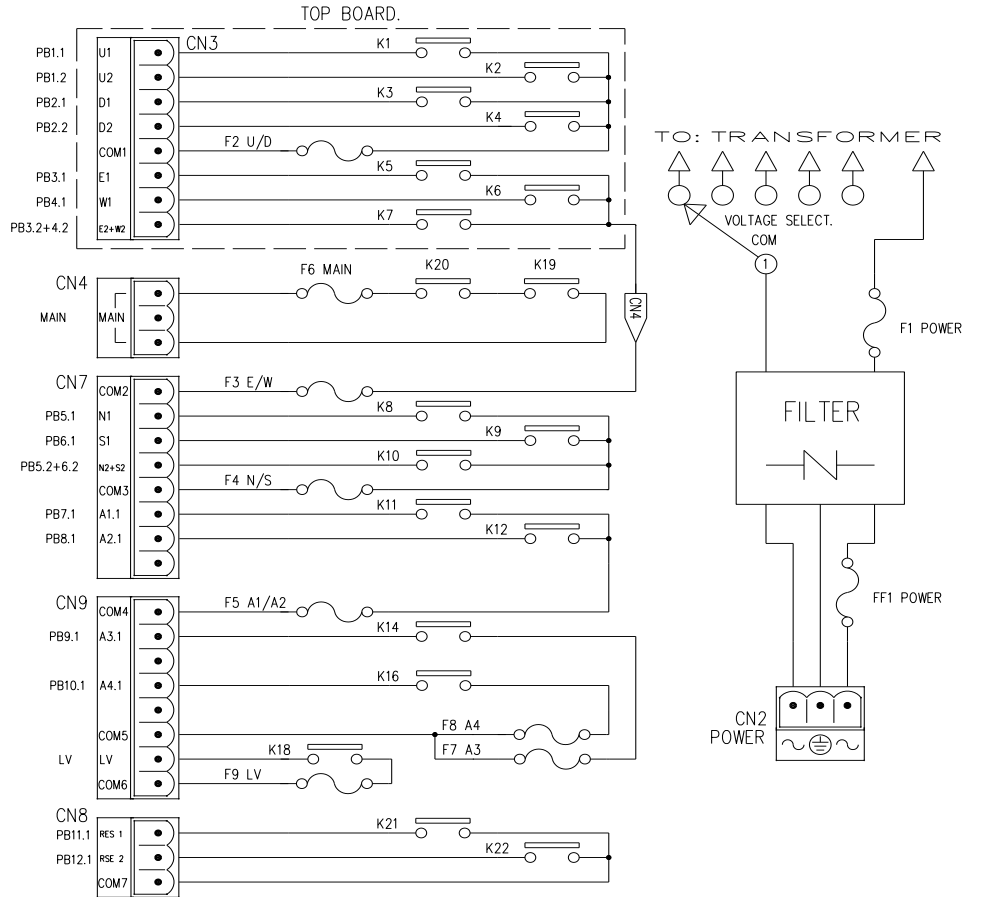 TOP BOARD.
CN3
PB1.1 U1 K1
PB1.2 U2 K2
PB2.1 D1 K3
PB2.2 D2 K4
COM1 F2 U/D
PB3.1 E1 K5
PB4.1 W1 K6
PB3.2+4.2 E2+W2 K7
CN4
F6 MAIN K20 K19
MAIN MAIN
CN4
CN7
COM2 F3 E/W
PB5.1 N1 K8
PB6.1 S1 K9
PB5.2+6.2 N2+S2 K10
COM3 F4 N/S
PB7.1 A1.1 K11
PB8.1 A2.1 K12
CN9
COM4 F5 A1/A2
PB9.1 A3.1 K14
PB10.1 A4.1 K16
COM5 F8 A4
F7 A3
LV LV K18
COM6 F9 LV
CN8
PB11.1 RES 1 K21
PB12.1 RSE 2 K22
COM7
TO: TRANSFORMER
VOLTAGE SELECT.
COM
1
F1 POWER
FILTER
FF1 POWER
CN2
POWER